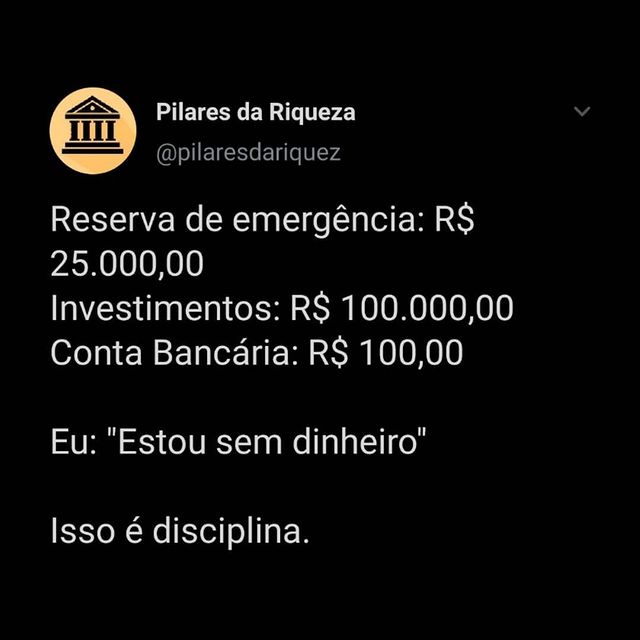 Pilares da Riqueza
@pilaresdariquez
Reserva de emergência: R$
25.000,00
Investimentos: R$ 100.000,00
Conta Bancária: R$ 100,00
Eu: "Estou sem dinheiro"
Isso é disciplina.